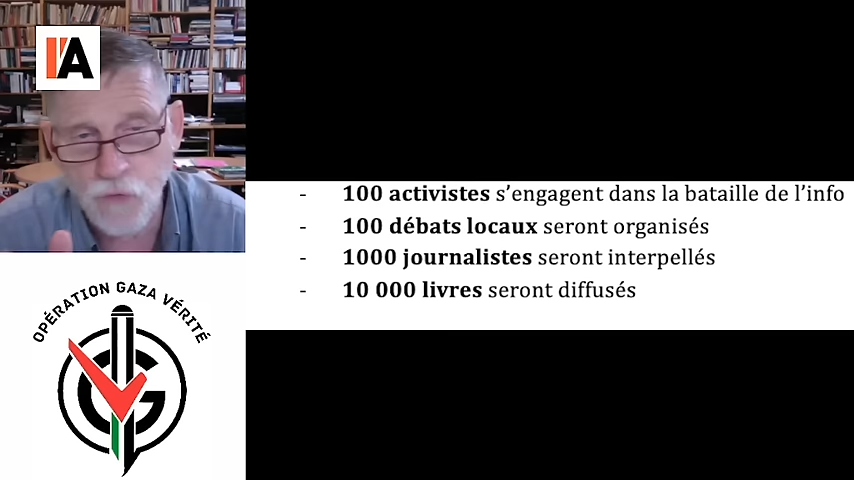 I'A
- 100 activistes s'engagent dans la bataille de l'info
- 100 débats locaux seront organisés
- 1000 journalistes seront interpellés
- 10 000 livres seront diffusés
OPÉRATION GAZA VÉRITÉ
G